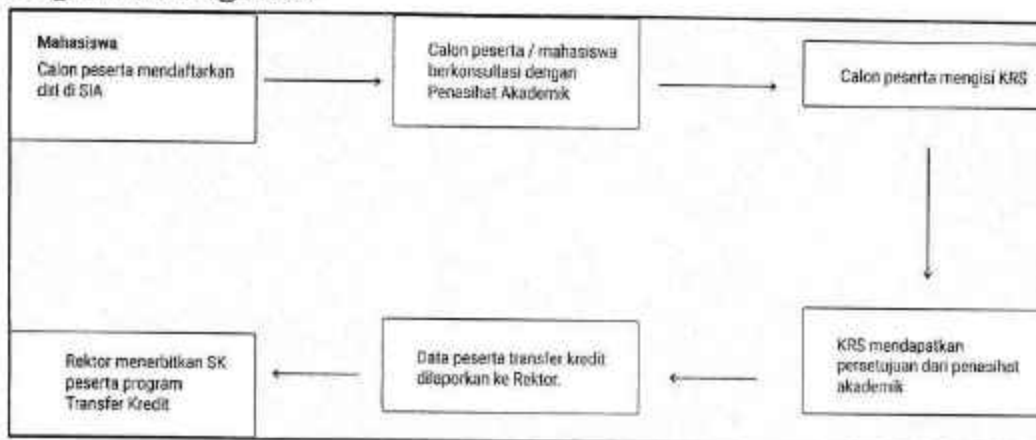 Mahasiswa
Calon peserta mendaftarkan
diri di SIA
Calon peserta / mahasiswa
berkonsultasi dengan
Penasihat Akademik
Calon peserta mengisi KRS
KRS mendapatkan
persetujuan dari penasihat
akademik
Data peserta transfer kredit
dilaporkan ke Rektor.
Rektor menerbitkan SK
peserta program
Transfer Kredit